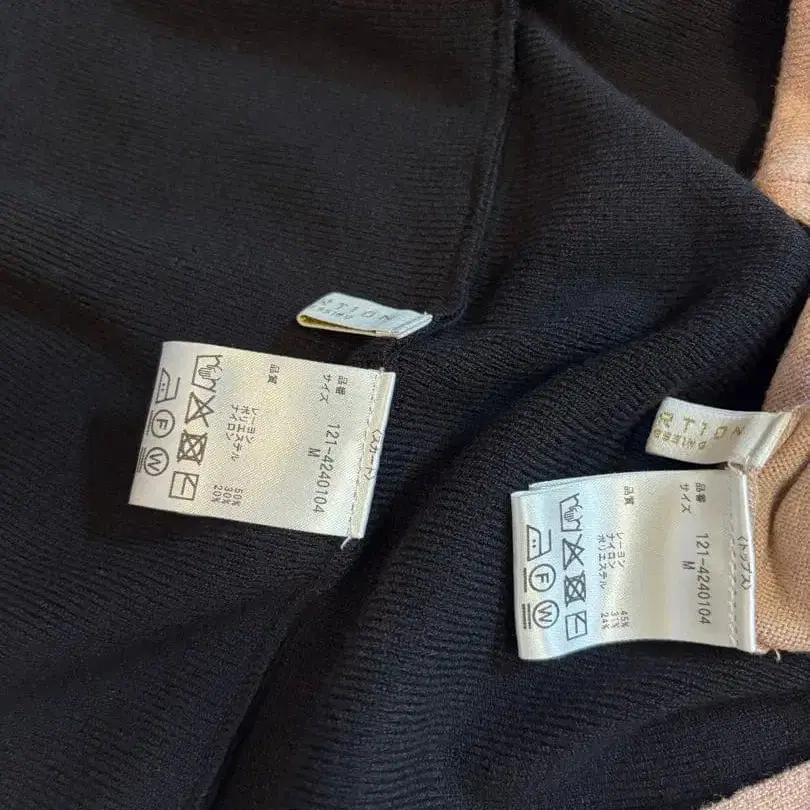 〈スカート〉
品番 121-4240104
サイズ M
品質
レーヨン 50%
ポリエステル 30%
ナイロン 20%
F
W
〈トップス〉
品番 121-4240104
サイズ M
品質
レーヨン 45%
ナイロン 31%
ポリエステル 24%
F
W